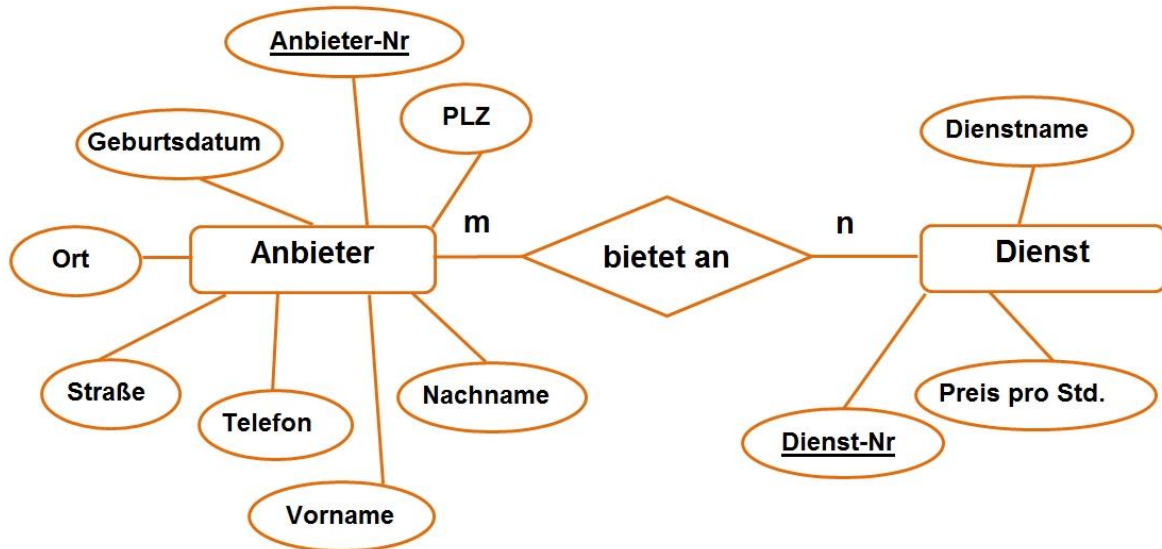 Anbieter-Nr
PLZ
Dienstname
Geburtsdatum
m
n
Anbieter
bietet an
Dienst
Ort
Straße
Telefon
Nachname
Preis pro Std.
Dienst-Nr
Vorname